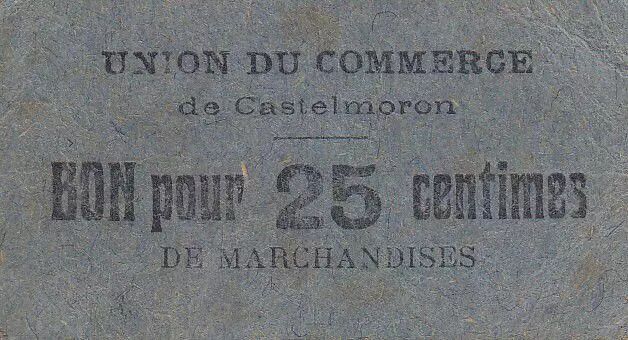 UNION DU COMMERCE
de Castelmoron
BON pour 25 centimes
DE MARCHANDISES